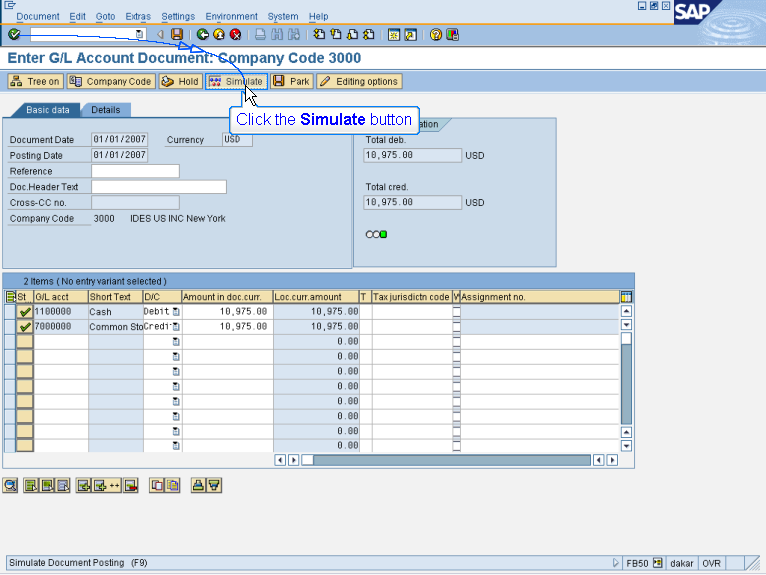 Document Edit Goto Extras Settings Environment System Help
SAP
Enter G/L Account Document: Company Code 3000
Tree on Company Code Hold Simulate Park Editing options
Click the Simulate button
Basic data Details
Document Date 01/01/2007 Currency USD
Posting Date 01/01/2007
Reference
Doc.Header Text
Cross-CC no.
Company Code 3000 IDES US INC New York
Total deb.
10,975.00 USD
Total cred.
10,975.00 USD
2 Items ( No entry variant selected )
St G/L acct Short Text D/C Amount in doc.curr. Loc.curr.amount T Tax jurisdictn code V Assignment no.
1100000 Cash Debit 10,975.00 10,975.00
7000000 Common Sto Credi 10,975.00 10,975.00
0.00
0.00
0.00
0.00
0.00
0.00
0.00
0.00
Simulate Document Posting (F9)
FB50 dakar OVR